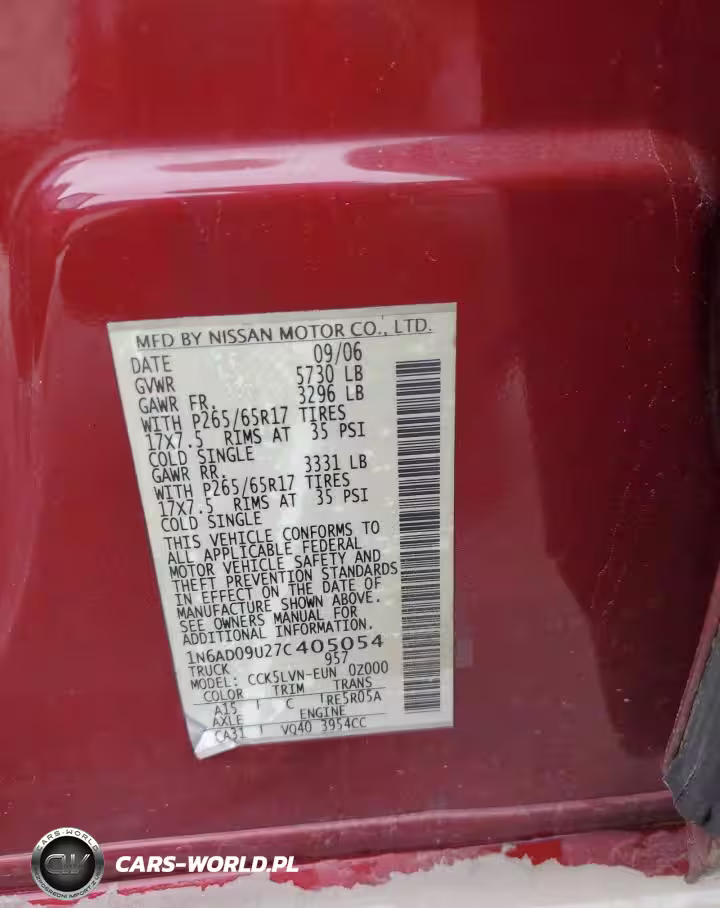 MFD BY NISSAN MOTOR CO., LTD.
DATE 09/06
GVWR 5730 LB
GAWR FR. 3296 LB
WITH P265/65R17 TIRES
17X7.5 RIMS AT 35 PSI
COLD SINGLE
GAWR RR. 3331 LB
WITH P265/65R17 TIRES
17X7.5 RIMS AT 35 PSI
COLD SINGLE
THIS VEHICLE CONFORMS TO
ALL APPLICABLE FEDERAL
MOTOR VEHICLE SAFETY AND
THEFT PREVENTION STANDARDS
IN EFFECT ON THE DATE OF
MANUFACTURE SHOWN ABOVE.
SEE OWNERS MANUAL FOR
ADDITIONAL INFORMATION.
1N6AD09U27C405054
TRUCK 957
MODEL: CCK5LVN-EUN 0Z000
COLOR TRIM TRANS
A15 C RE5R05A
AXLE ENGINE
CA31 VQ40 3954CC
CARS-WORLD
CW
CARS-WORLD.PL